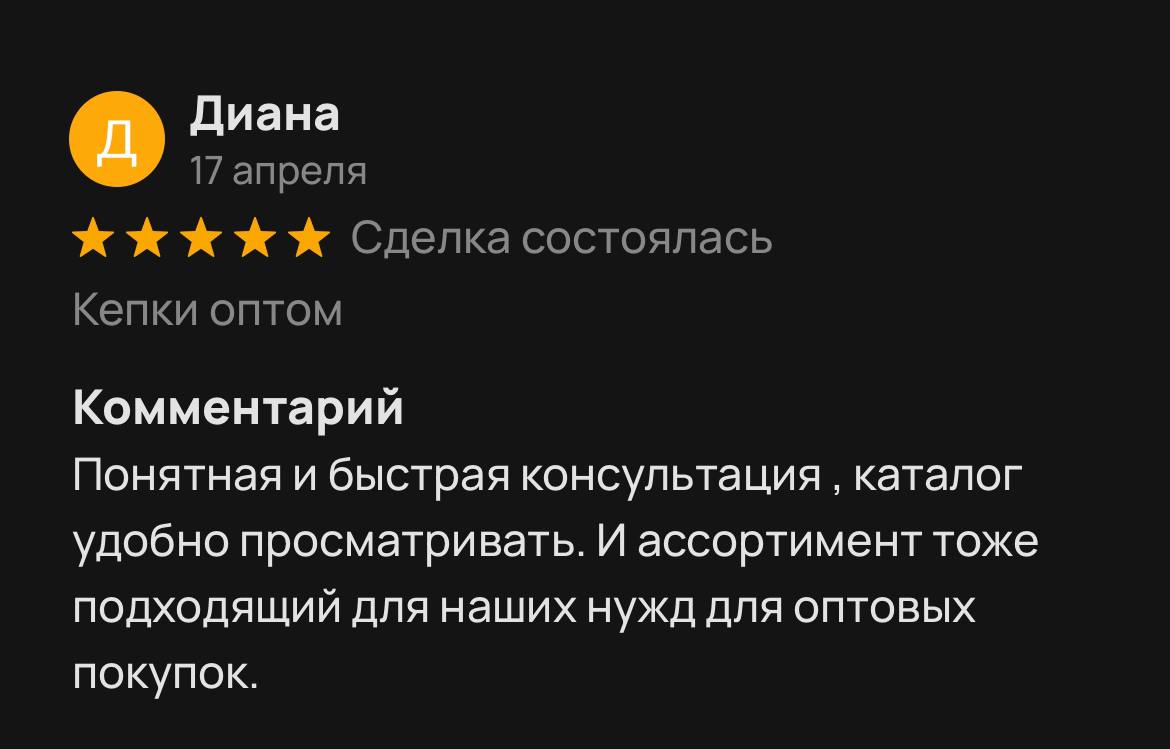 Д
Диана
17 апреля
Сделка состоялась
Кепки оптом
Комментарий
Понятная и быстрая консультация , каталог
удобно просматривать. И ассортимент тоже
подходящий для наших нужд для оптовых
покупок.